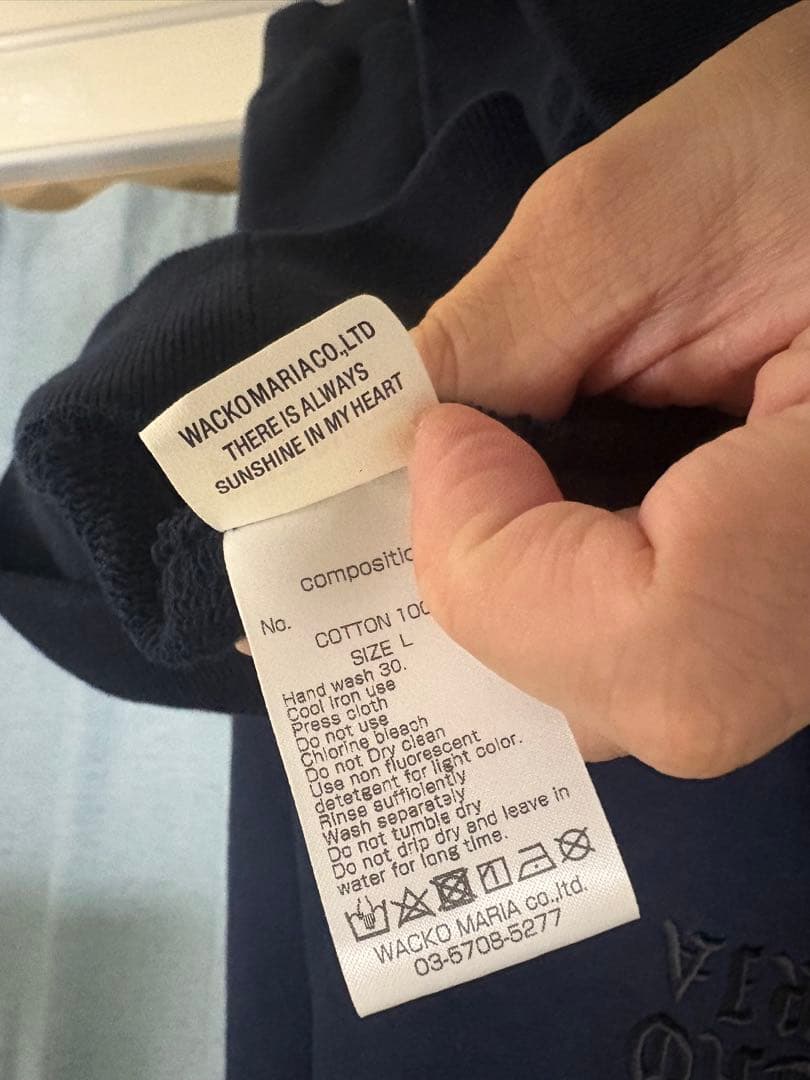 WACKO MARIA CO.,LTD
THERE IS ALWAYS
SUNSHINE IN MY HEART
No.
COTTON
SIZE L
Hand wash 30.
Cool Iron use
Press cloth
Do not use
Chlorine bleach
Do not Dry clean
Use non fluorescent
detetgent for light color.
Rinse sufficiently
Wash separately
Do not tumble dry
Do not drip dry and leave in
water for long time.
WACKO MARIA co.,ltd.
03-5708-5277